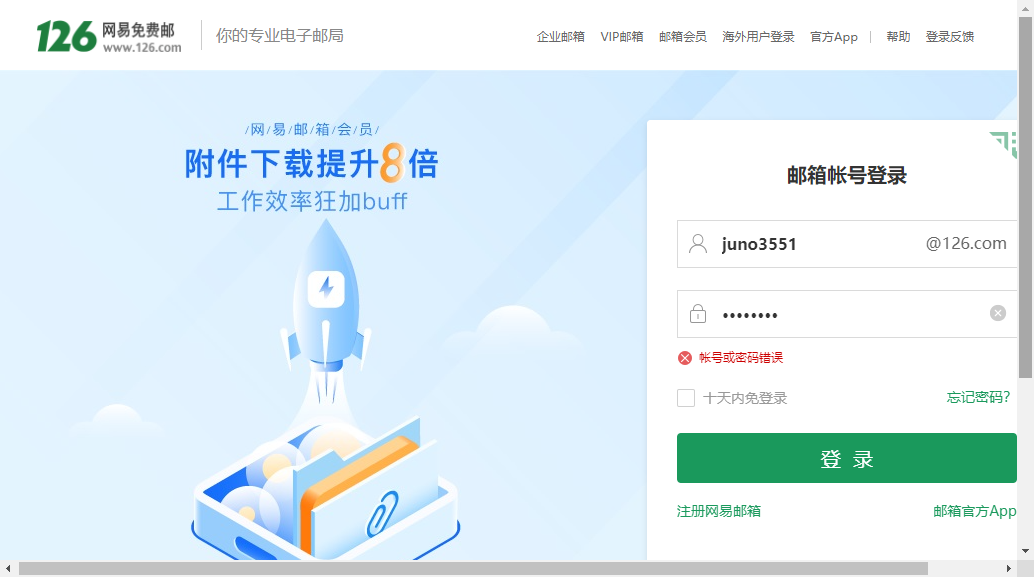 126 网易免费邮
www.126.com
你的专业电子邮局
企业邮箱 VIP邮箱 邮箱会员 海外用户登录 官方App | 帮助 登录反馈
/网/易/邮/箱/会/员/
附件下载提升8倍
工作效率狂加buff
邮箱帐号登录
juno3551 @126.com
••••••••
帐号或密码错误
十天内免登录 忘记密码?
登 录
注册网易邮箱 邮箱官方App